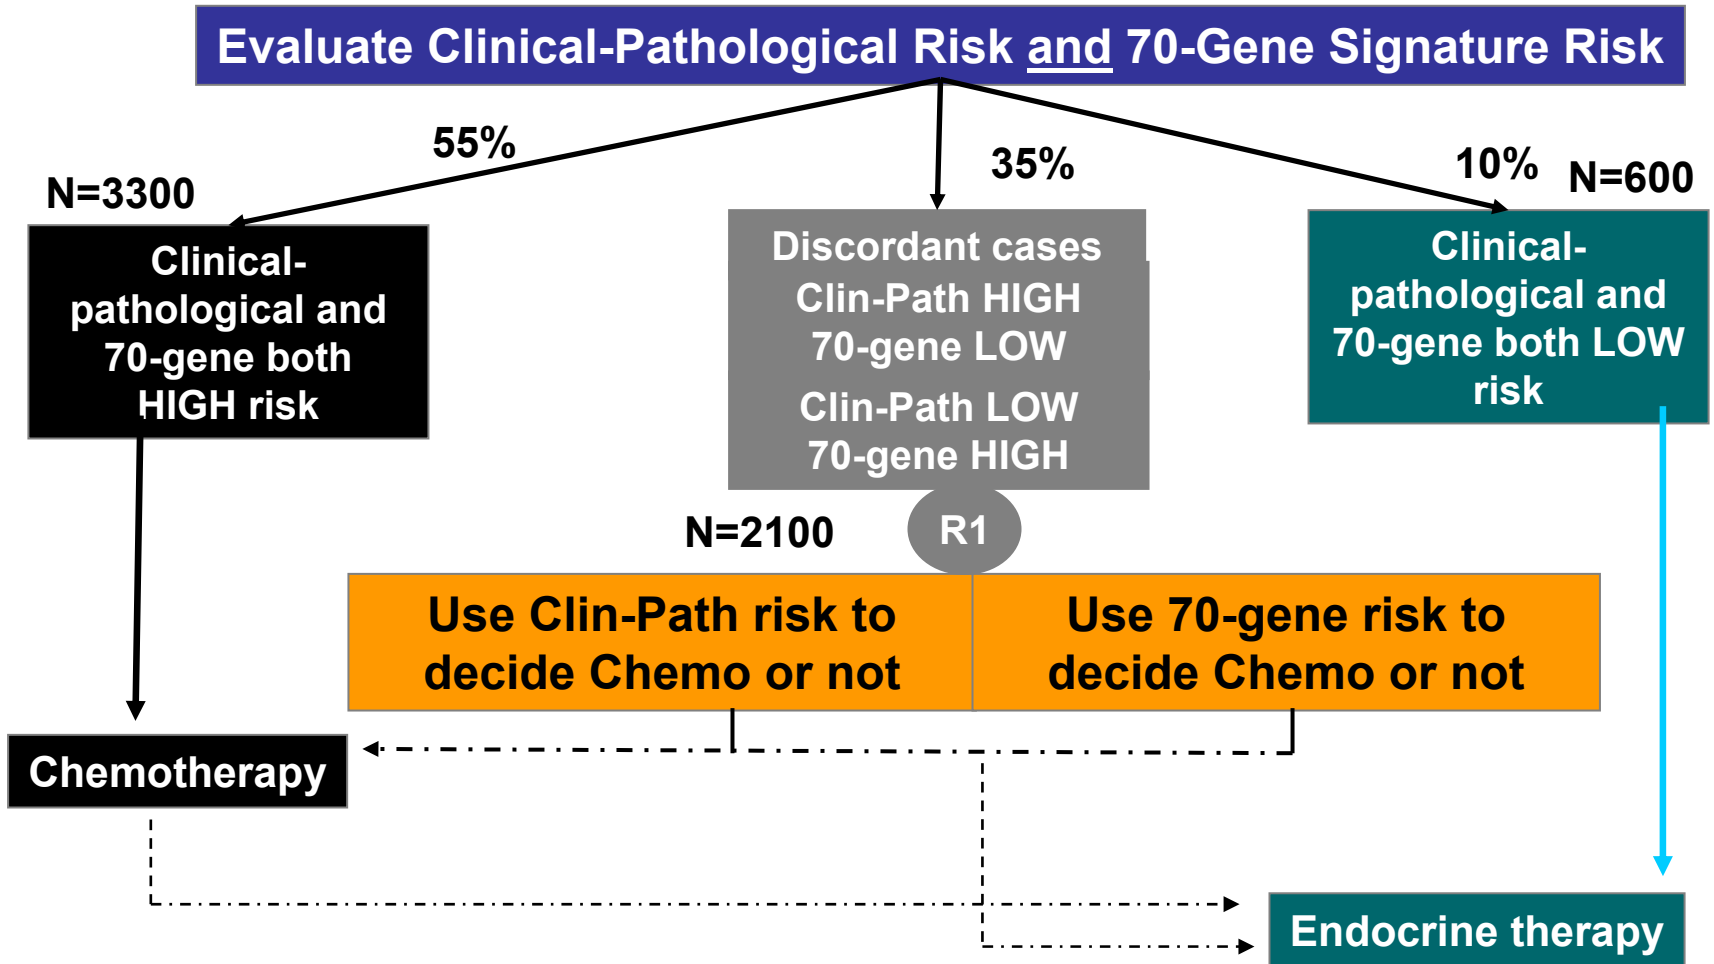 Evaluate Clinical-Pathological Risk and 70-Gene Signature Risk
55%
35%
10%
N=3300
N=600
Clinical-
pathological and
70-gene both
HIGH risk
Discordant cases
Clin-Path HIGH
70-gene LOW
Clin-Path LOW
70-gene HIGH
Clinical-
pathological and
70-gene both LOW
risk
N=2100
R1
Use Clin-Path risk to
decide Chemo or not
Use 70-gene risk to
decide Chemo or not
Chemotherapy
Endocrine therapy